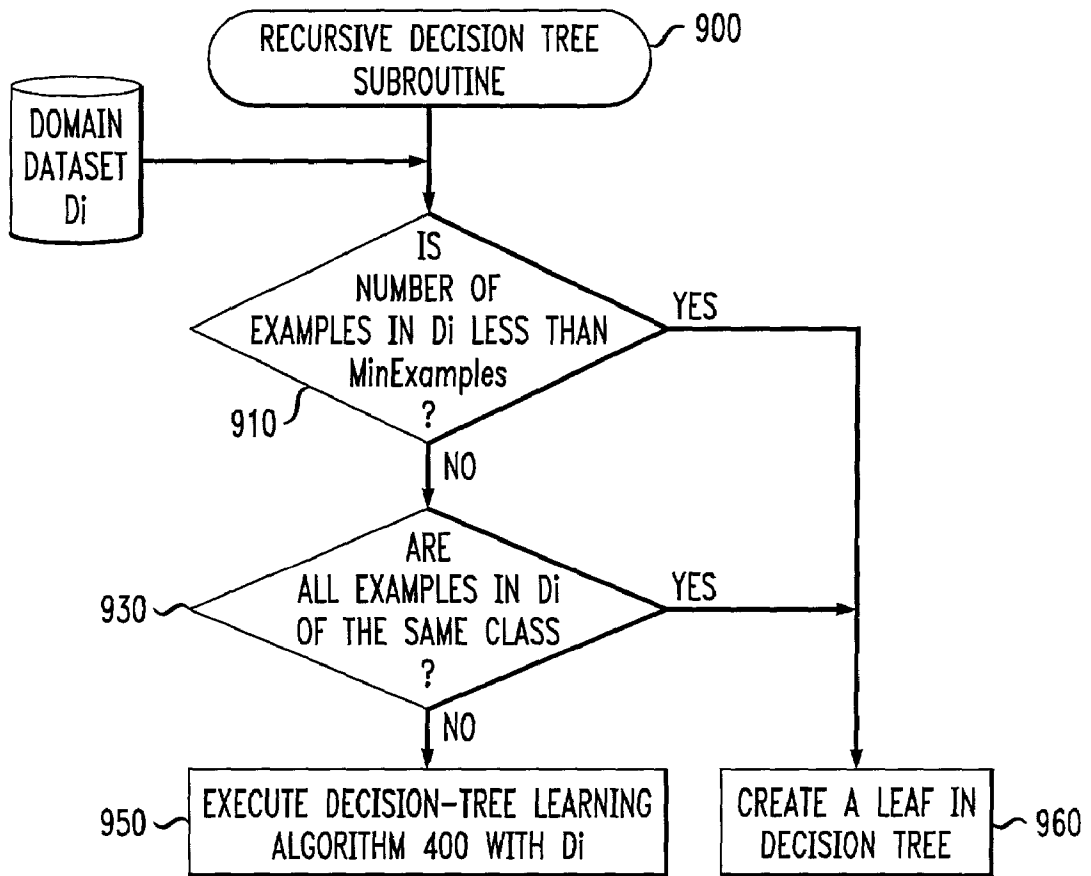 RECURSIVE DECISION TREE
SUBROUTINE
900
DOMAIN
DATASET
Di
IS
NUMBER OF
EXAMPLES IN Di LESS THAN
MinExamples
?
910
YES
NO
ARE
ALL EXAMPLES IN Di
OF THE SAME CLASS
?
930
YES
NO
EXECUTE DECISION-TREE LEARNING
ALGORITHM 400 WITH Di
950
CREATE A LEAF IN
DECISION TREE
960